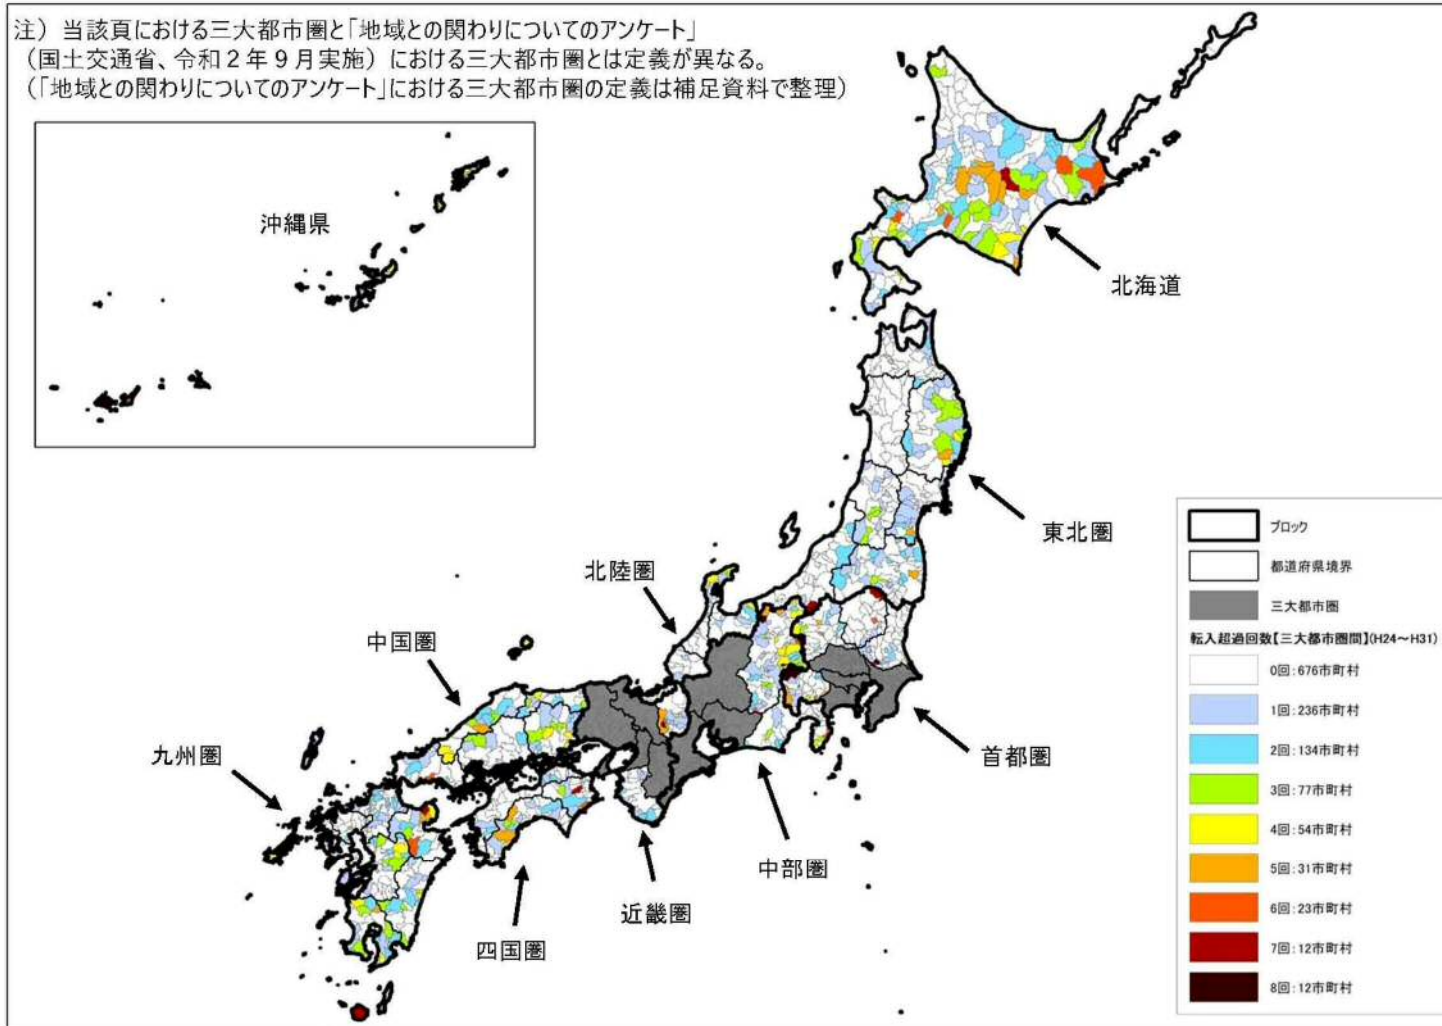 注）当該頁における三大都市圏と「地域との関わりについてのアンケート」
（国土交通省、令和２年９月実施）における三大都市圏とは定義が異なる。
（「地域との関わりについてのアンケート」における三大都市圏の定義は補足資料で整理）
沖縄県
北海道
東北圏
北陸圏
中国圏
九州圏
首都圏
中部圏
近畿圏
四国圏
ブロック
都道府県境界
三大都市圏
転入超過回数【三大都市圏間】(H24～H31)
0回：676市町村
1回：236市町村
2回：134市町村
3回：77市町村
4回：54市町村
5回：31市町村
6回：23市町村
7回：12市町村
8回：12市町村